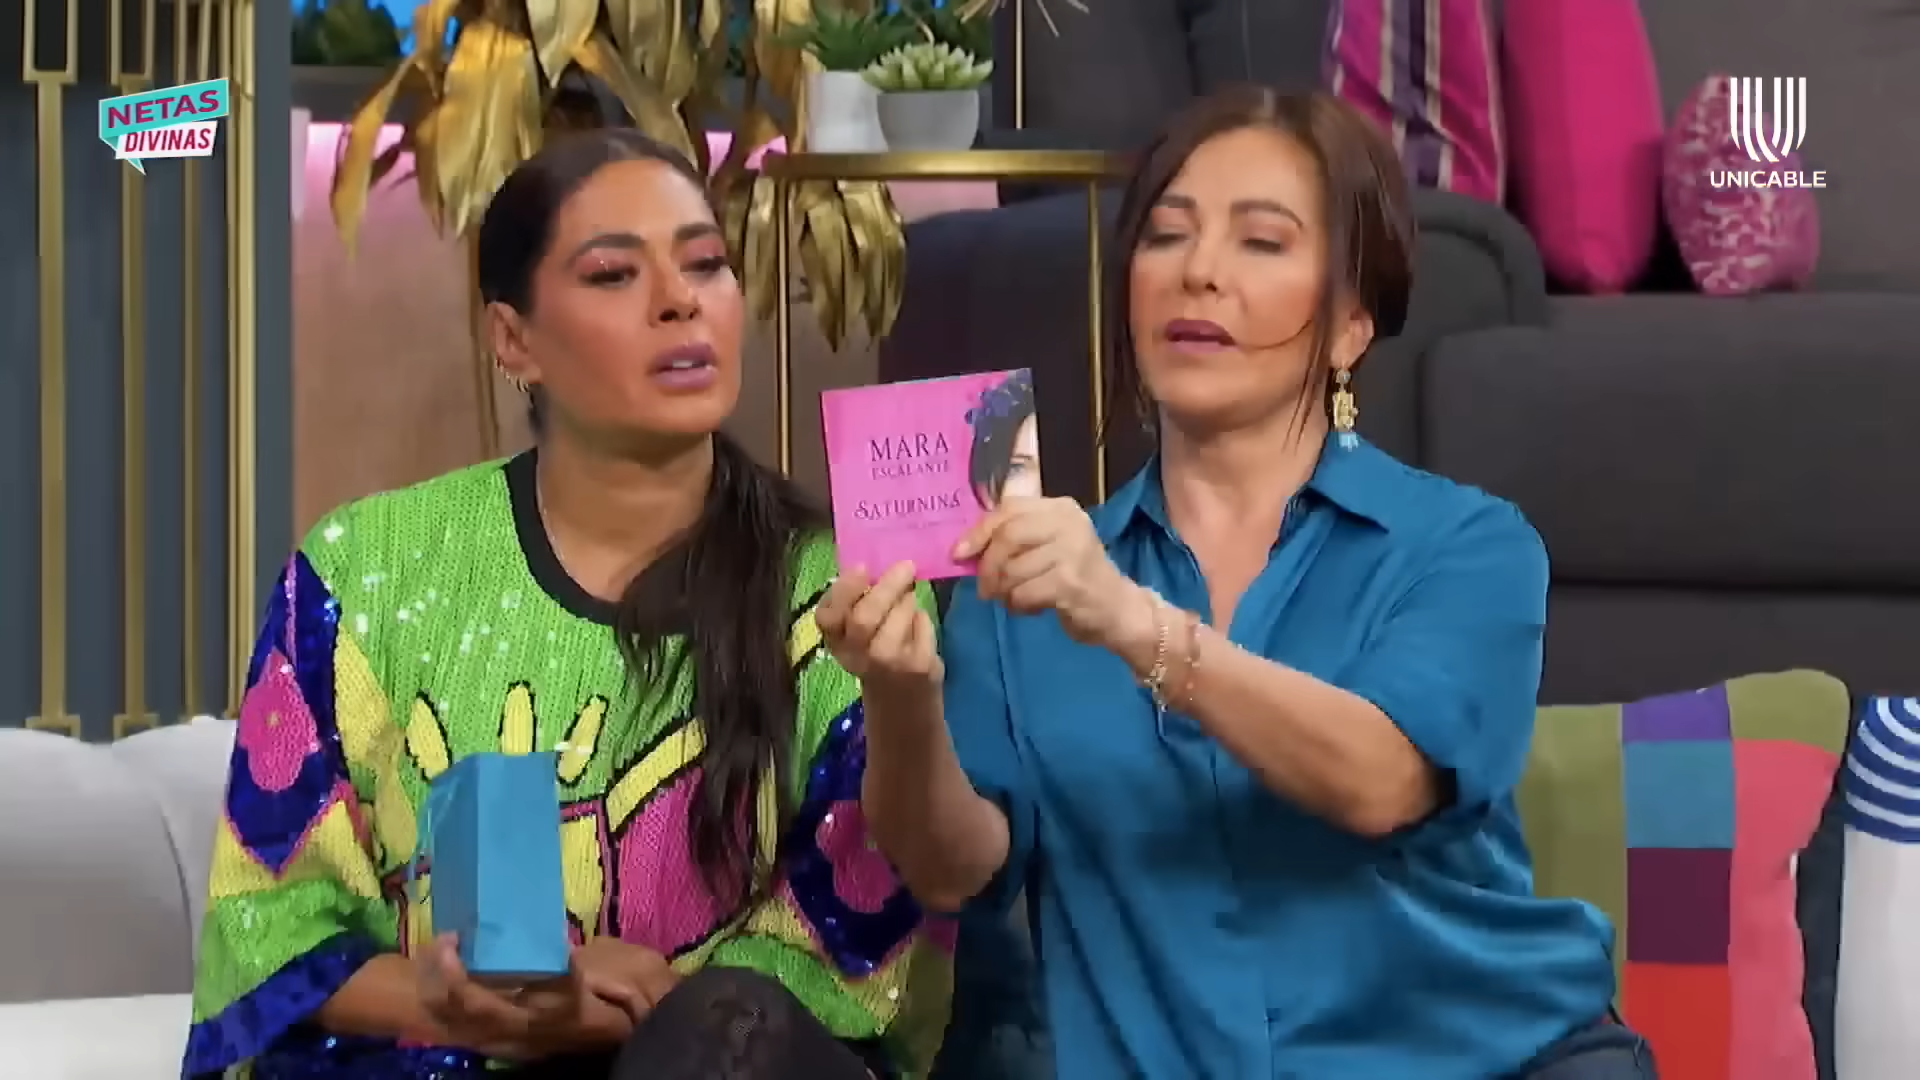 NETAS
DIVINAS
UNICABLE
MARA
ESCALANTE
SATURNINA